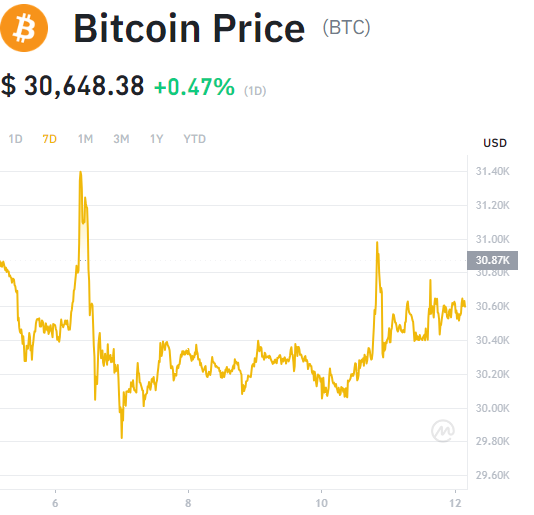 Bitcoin Price (BTC)
$ 30,648.38 +0.47% (1D)
1D 7D 1M 3M 1Y YTD
USD
31.40K
31.20K
31.00K
30.87K
30.80K
30.60K
30.40K
30.20K
30.00K
29.80K
29.60K
6 8 10 12